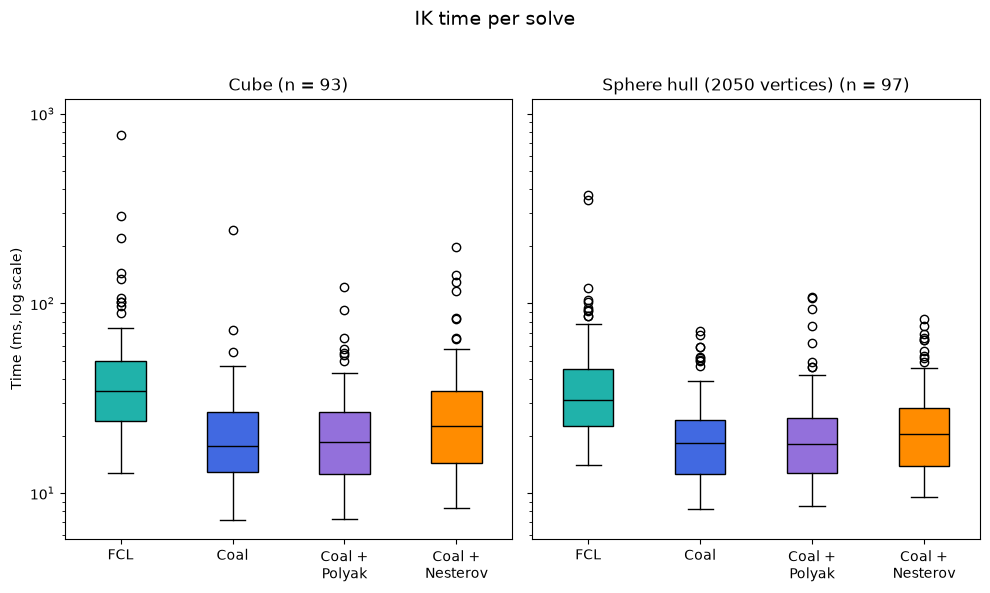 IK time per solve
Cube (n = 93)
Sphere hull (2050 vertices) (n = 97)
Time (ms, log scale)
10³
10²
10¹
FCL
Coal
Coal +
Polyak
Coal +
Nesterov
FCL
Coal
Coal +
Polyak
Coal +
Nesterov